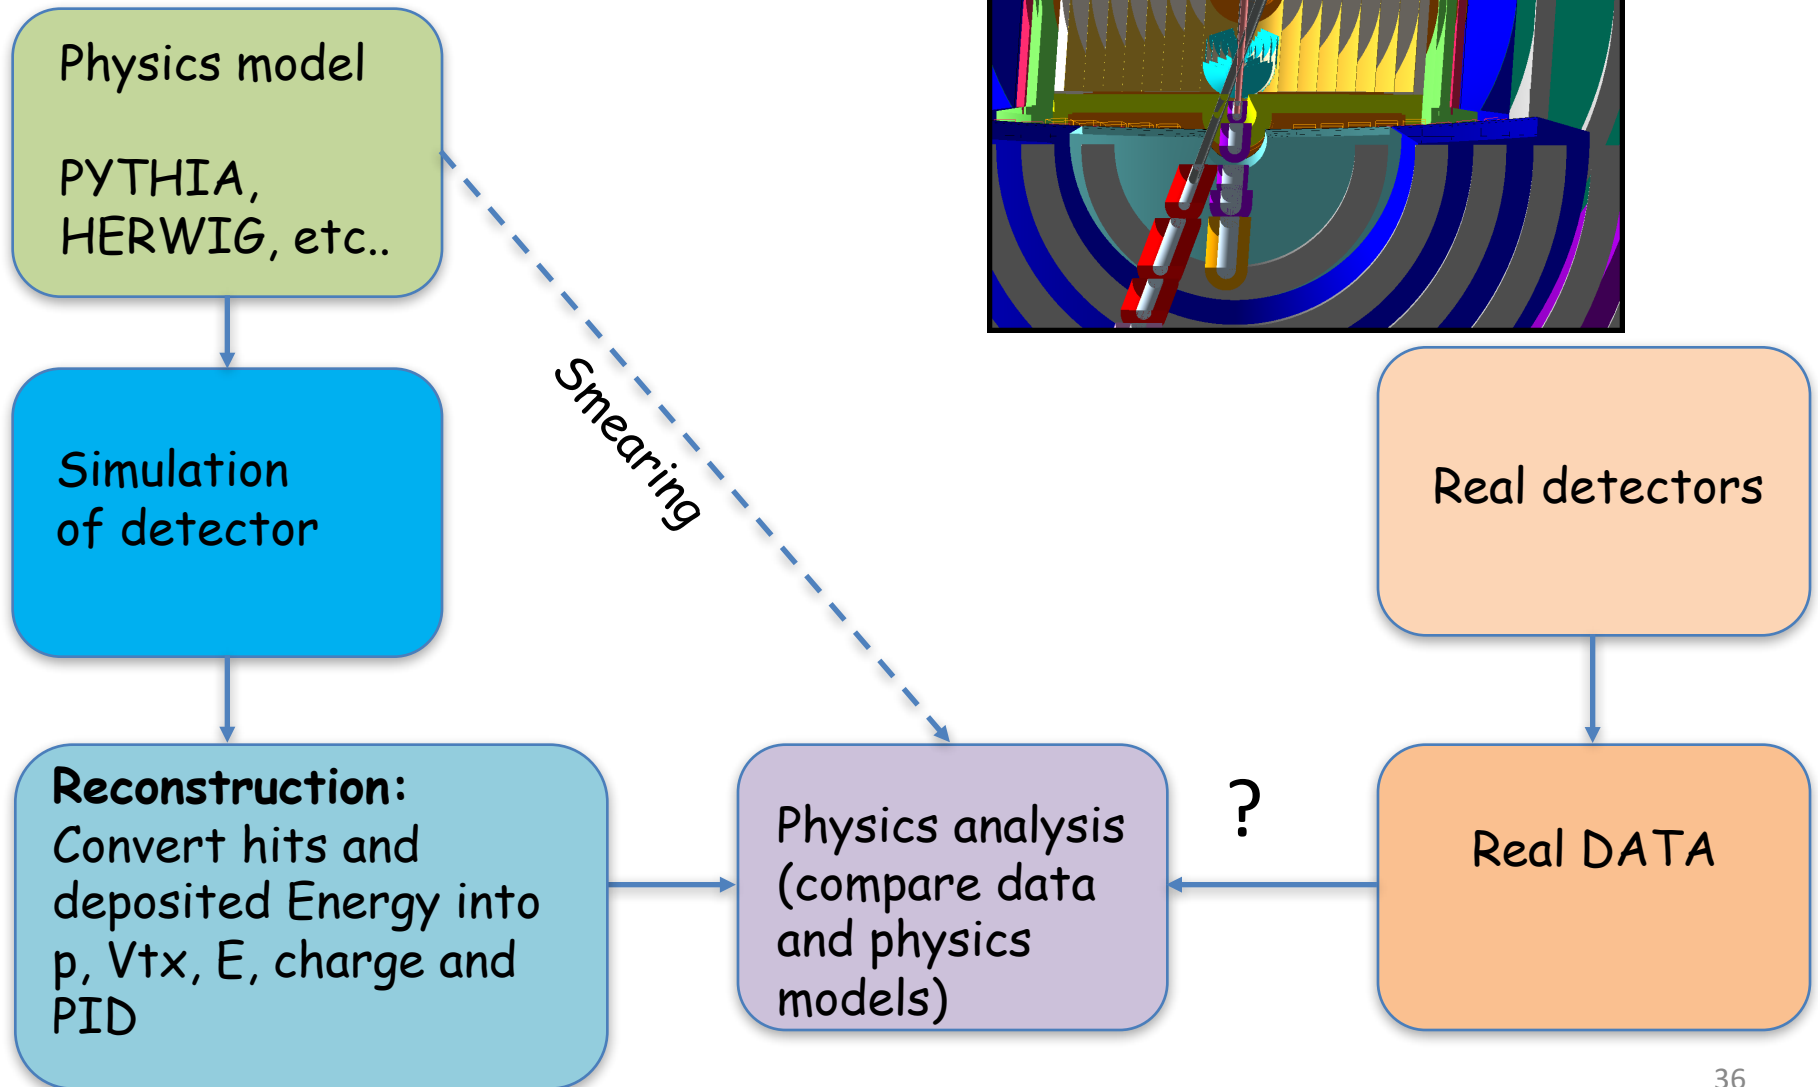 Physics model
PYTHIA,
HERWIG, etc..
Smearing
Simulation
of detector
Real detectors
Reconstruction:
Convert hits and
deposited Energy into
p, Vtx, E, charge and
PID
Physics analysis
(compare data
and physics
models)
?
Real DATA
36